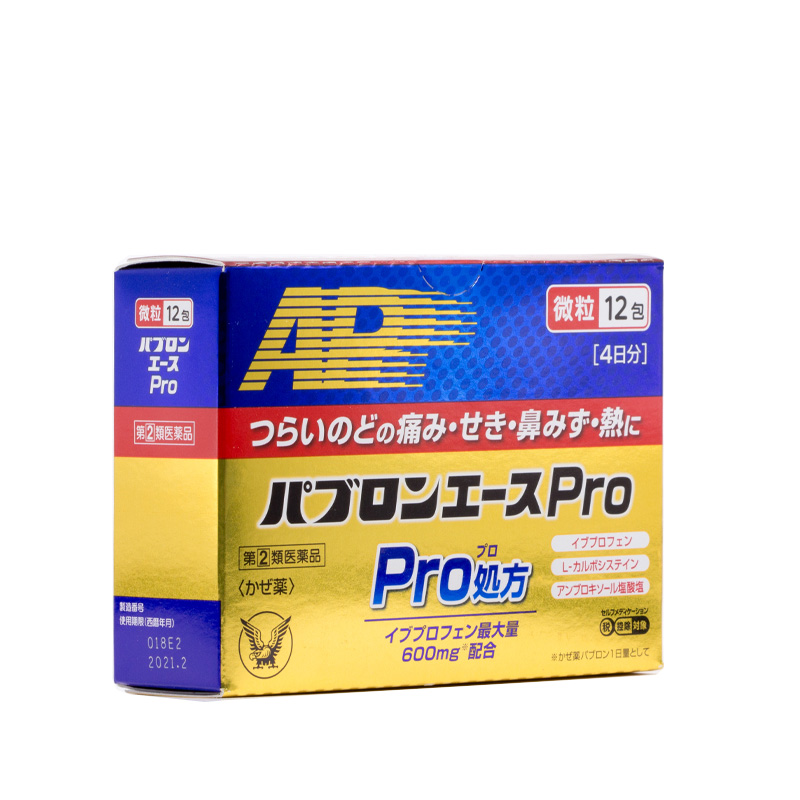 微粒 12包
パブロン
エース
Pro
第②類医薬品
製造番号
使用期限(西暦年月)
018E2
2021.2
AP
微粒 12包
[4日分]
つらいのどの痛み・せき・鼻みず・熱に
パブロンエースPro
第②類医薬品
〈かぜ薬〉
プロ
Pro処方
イブプロフェン最大量
600mg※配合
イブプロフェン
L-カルボシステイン
アンブロキソール塩酸塩
セルフメディケーション
税 控除 対象
※かぜ薬パブロン1日量として